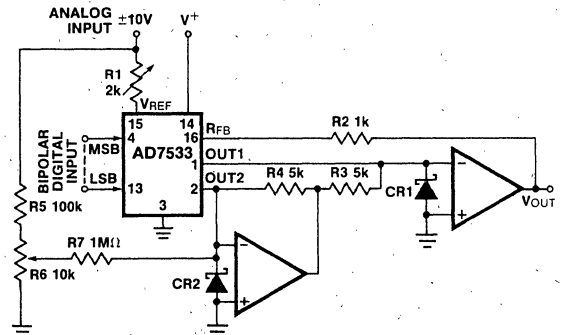 ANALOG
INPUT
±10V
V+
R1
2k
VREF
15
14
BIPOLAR
DIGITAL
INPUT
MSB
4
AD7533
16
RFB
R2 1k
1
OUT1
LSB
13
2
OUT2
R4 5k
R3 5k
CR1
−
+
VOUT
3
R5 100k
R7 1MΩ
R6 10k
CR2
−
+